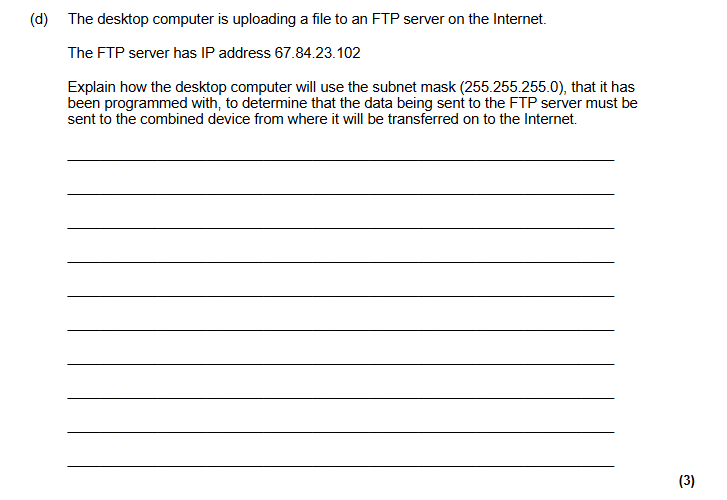 (d) The desktop computer is uploading a file to an FTP server on the Internet.
The FTP server has IP address 67.84.23.102
Explain how the desktop computer will use the subnet mask (255.255.255.0), that it has
been programmed with, to determine that the data being sent to the FTP server must be
sent to the combined device from where it will be transferred on to the Internet.
(3)